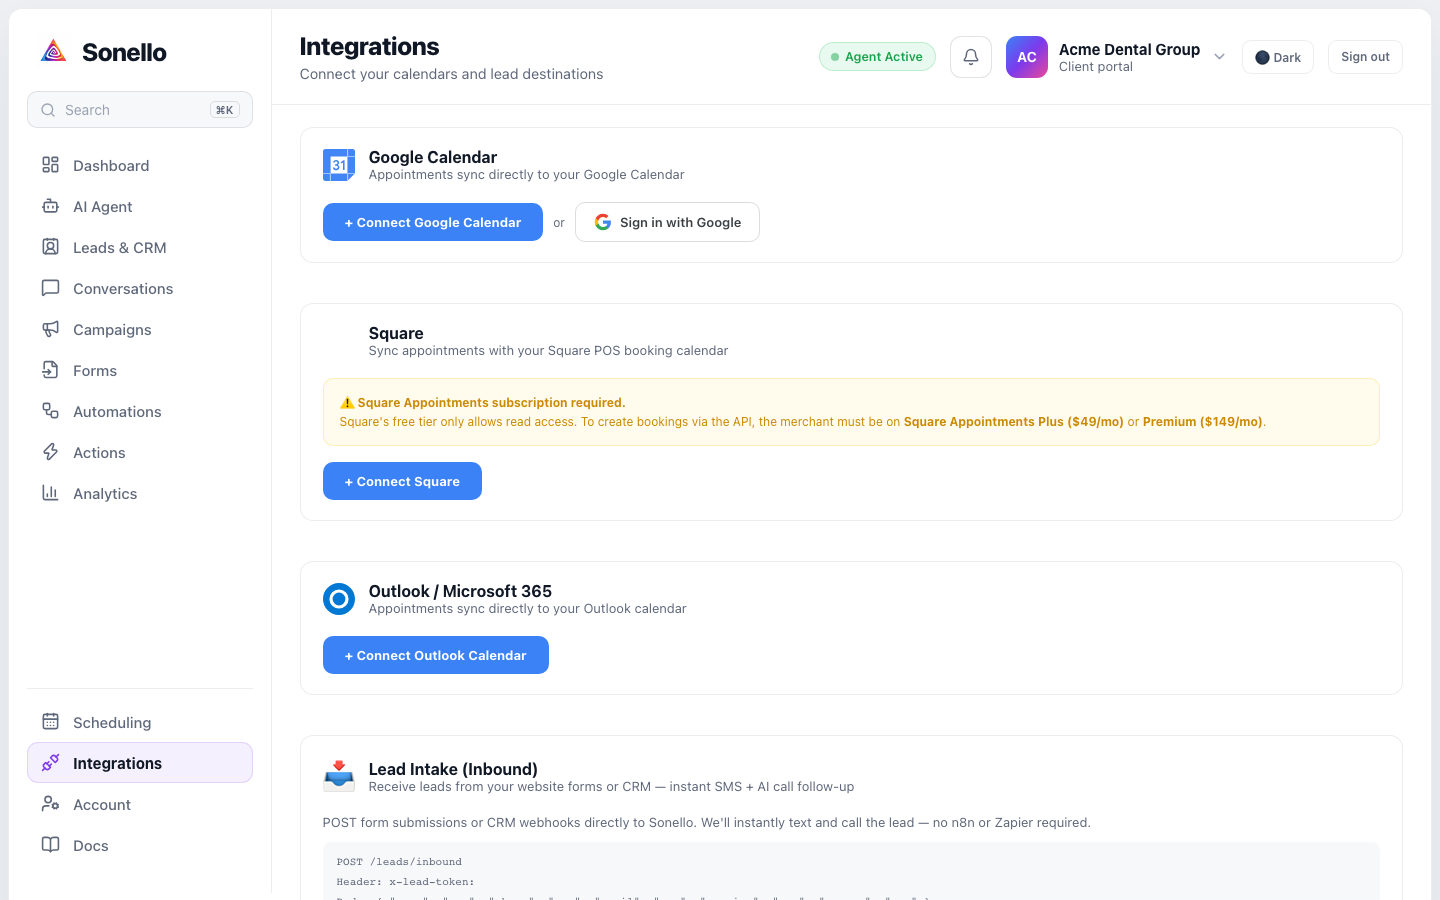 Sonello
Search
⌘K
Dashboard
AI Agent
Leads & CRM
Conversations
Campaigns
Forms
Automations
Actions
Analytics
Scheduling
Integrations
Account
Docs
Integrations
Connect your calendars and lead destinations
Agent Active
AC
Acme Dental Group
Client portal
Dark
Sign out
31
Google Calendar
Appointments sync directly to your Google Calendar
+ Connect Google Calendar
or
Sign in with Google
Square
Sync appointments with your Square POS booking calendar
⚠️ Square Appointments subscription required.
Square's free tier only allows read access. To create bookings via the API, the merchant must be on Square Appointments Plus ($49/mo) or Premium ($149/mo).
+ Connect Square
Outlook / Microsoft 365
Appointments sync directly to your Outlook calendar
+ Connect Outlook Calendar
Lead Intake (Inbound)
Receive leads from your website forms or CRM — instant SMS + AI call follow-up
POST form submissions or CRM webhooks directly to Sonello. We'll instantly text and call the lead — no n8n or Zapier required.
POST /leads/inbound
Header: x-lead-token: